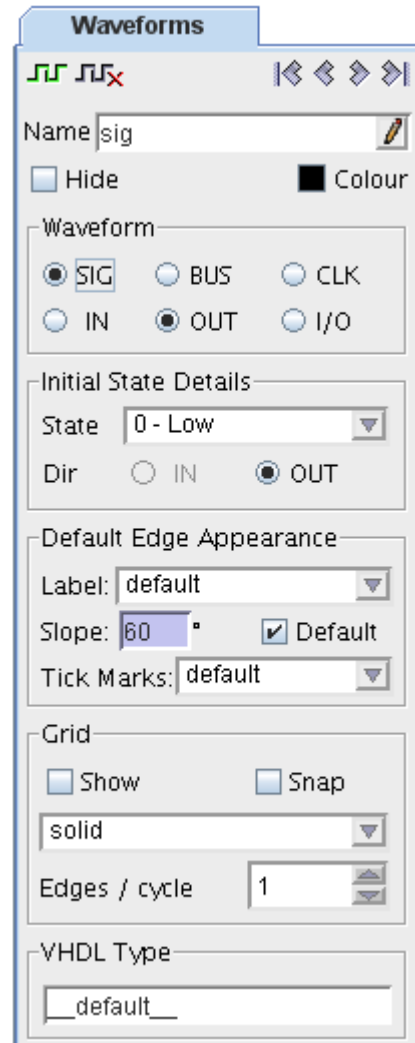 Waveforms
Name sig
Hide Colour
Waveform
SIG BUS CLK
IN OUT I/O
Initial State Details
State 0 - Low
Dir IN OUT
Default Edge Appearance
Label: default
Slope: 60 ° Default
Tick Marks: default
Grid
Show Snap
solid
Edges / cycle 1
VHDL Type
__default__